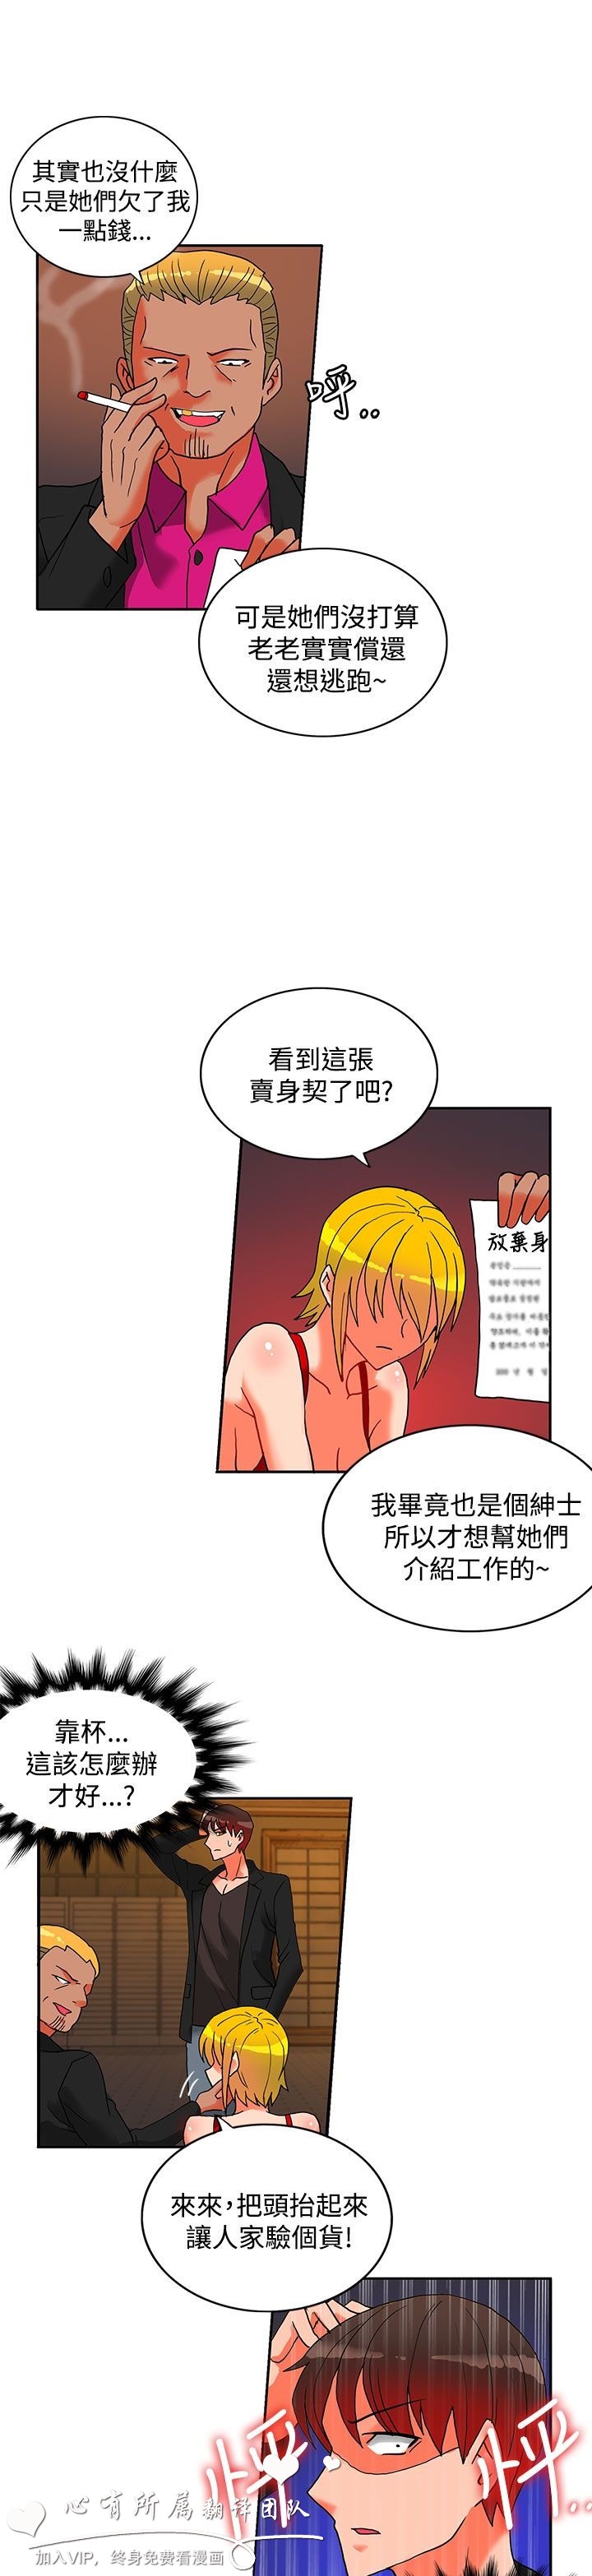 其實也沒什麼
只是她們欠了我
一點錢...
呼..
可是她們沒打算
老老實實償還
還想逃跑~
看到這張
賣身契了吧?
放棄身
我畢竟也是個紳士
所以才想幫她們
介紹工作的~
靠杯...
這該怎麼辦
才好...?
來來,把頭抬起來
讓人家驗個貨!
怦
怦..
心有所属翻译团队
加入VIP，终身免费看漫画